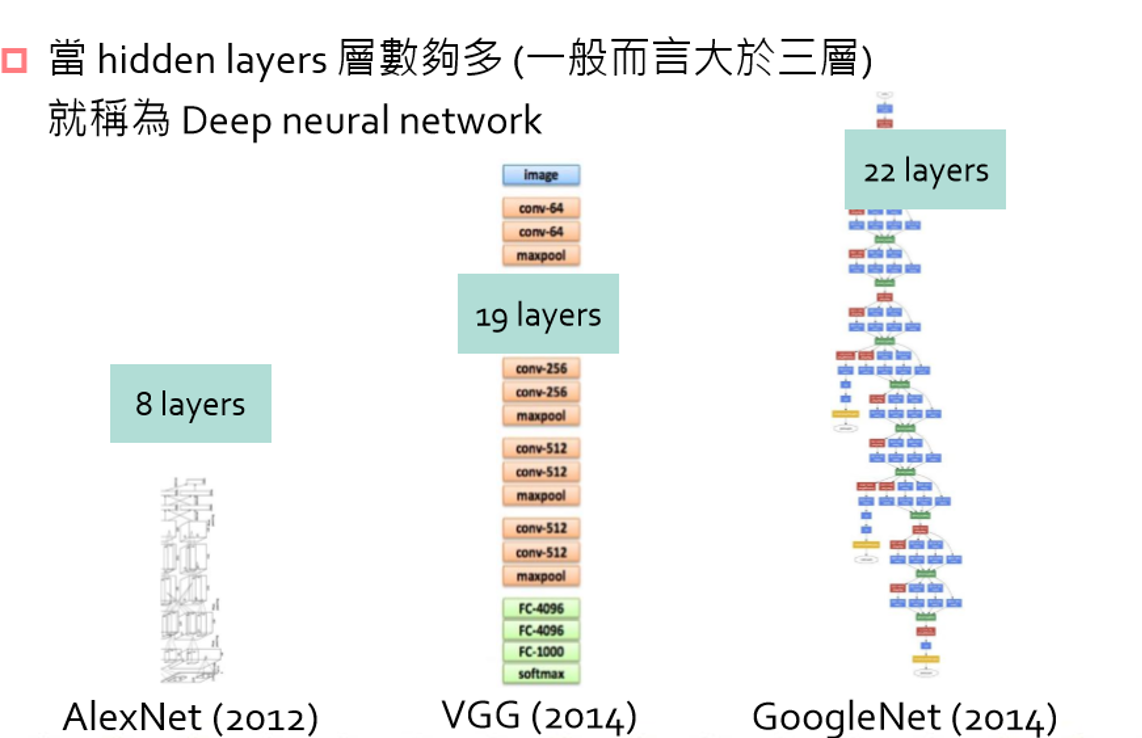 當 hidden layers 層數夠多 (一般而言大於三層)
就稱為 Deep neural network
22 layers
image
conv-64
conv-64
maxpool
19 layers
conv-256
conv-256
maxpool
8 layers
conv-512
conv-512
maxpool
conv-512
conv-512
maxpool
FC-4096
FC-4096
FC-1000
softmax
AlexNet (2012)
VGG (2014)
GoogleNet (2014)